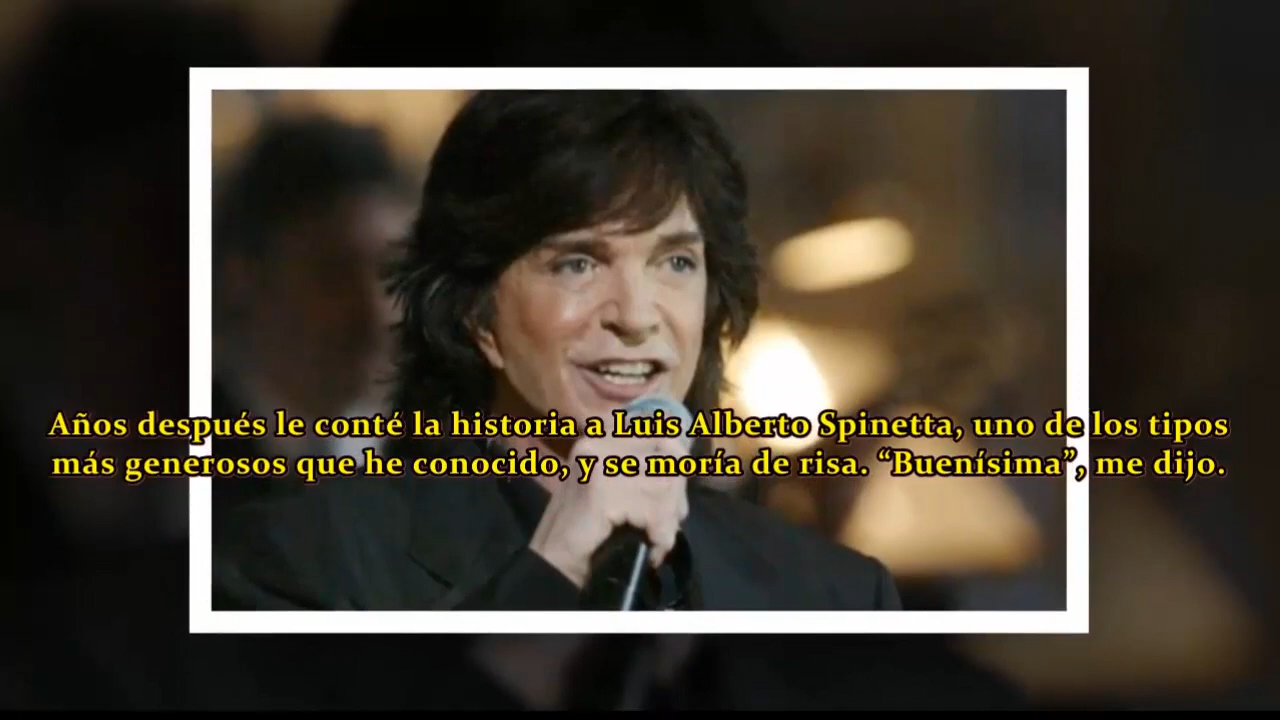 Años después le conté la historia a Luis Alberto Spinetta, uno de los tipos
más generosos que he conocido, y se moría de risa. “Buenísima”, me dijo.